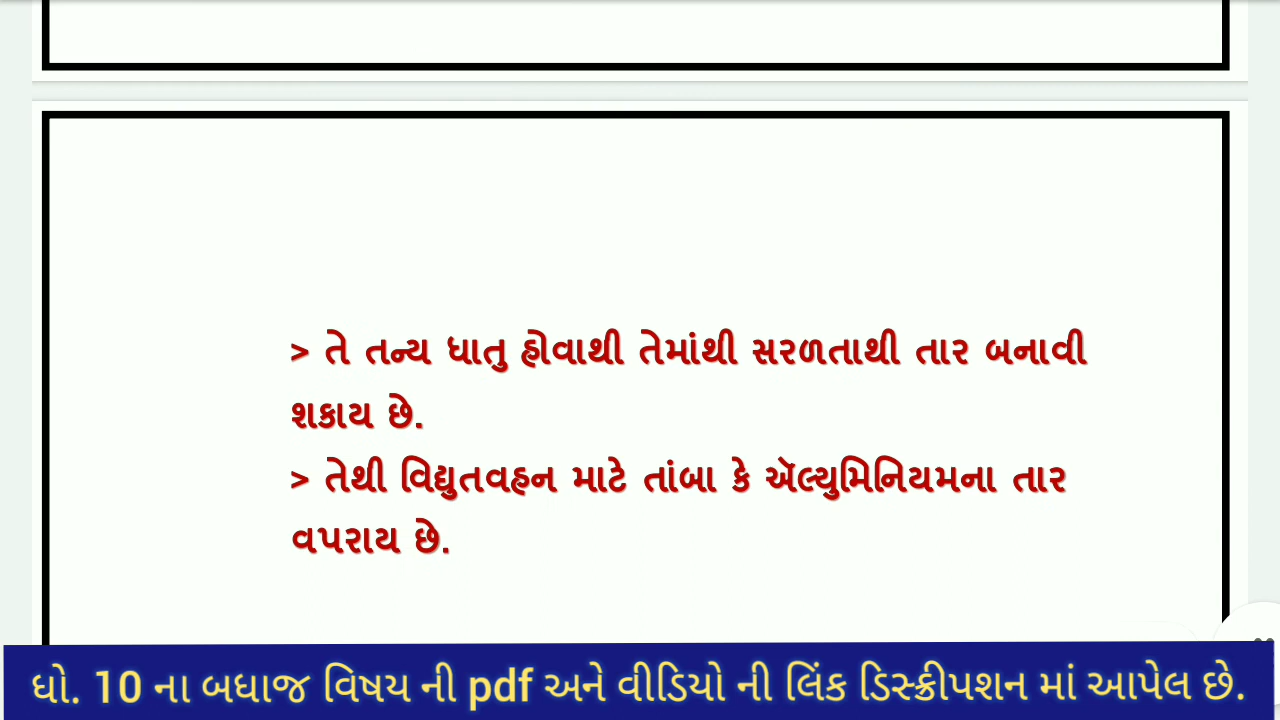 > તે તન્ય ધાતુ હોવાથી તેમાંથી સરળતાથી તાર બનાવી
શકાય છે.
> તેથી વિદ્યુતવહન માટે તાંબા કે ઍલ્યુમિનિયમના તાર
વપરાય છે.
ધો. 10 ના બધાજ વિષય ની pdf અને વીડિયો ની લિંક ડિસ્ક્રીપશન માં આપેલ છે.